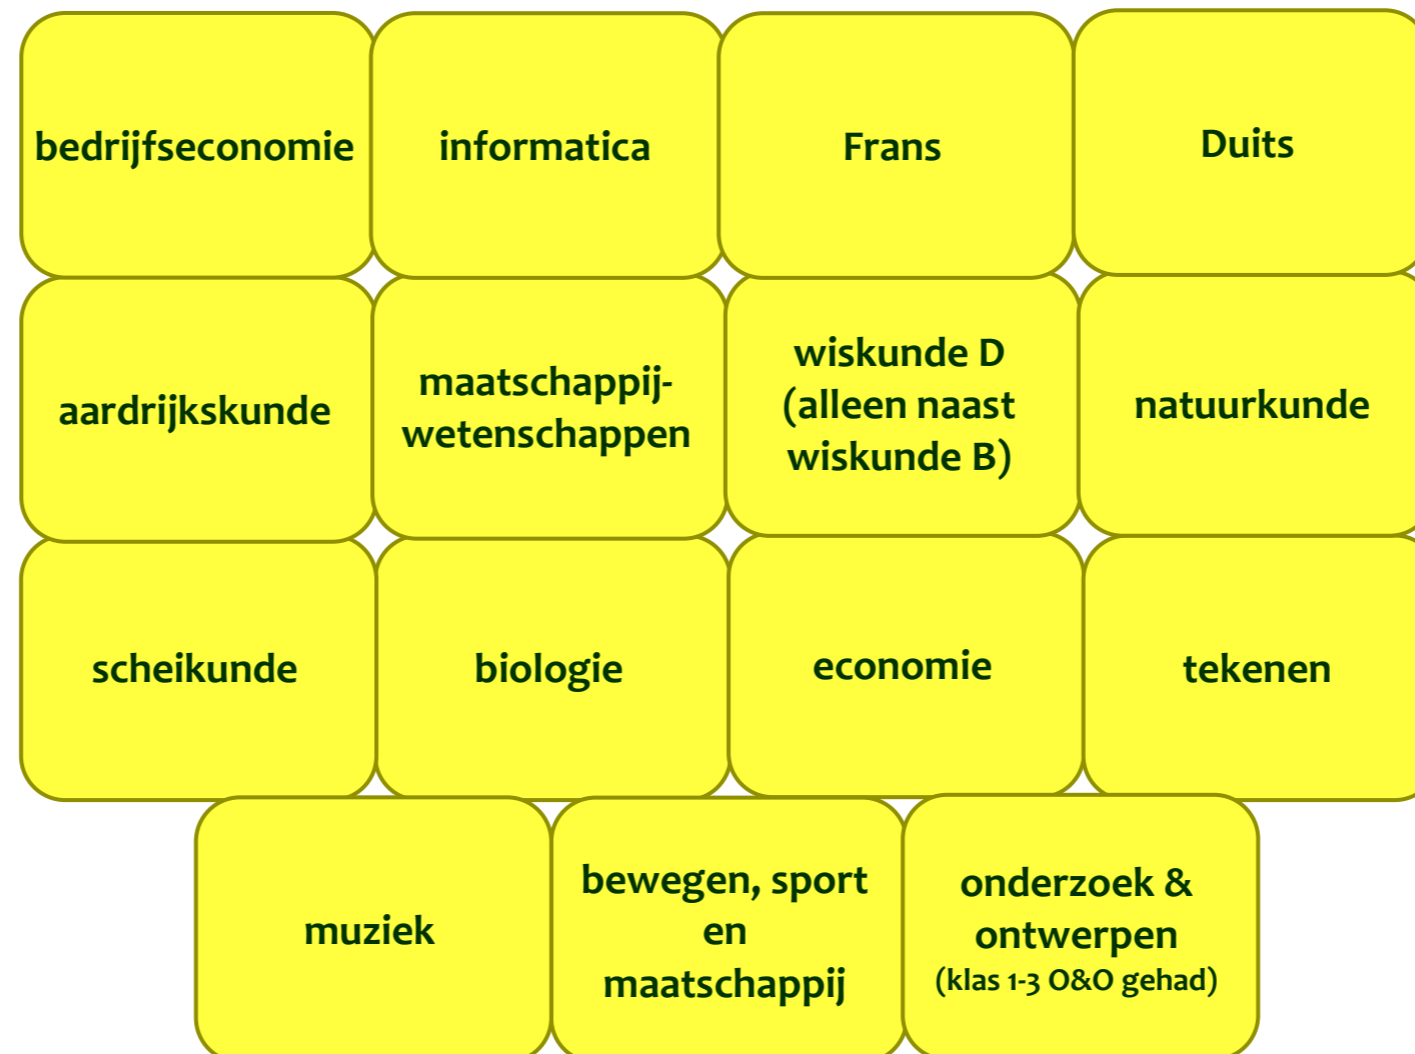 bedrijfseconomie
informatica
Frans
Duits
aardrijkskunde
maatschappij-
wetenschappen
wiskunde D
(alleen naast
wiskunde B)
natuurkunde
scheikunde
biologie
economie
tekenen
muziek
bewegen, sport
en
maatschappij
onderzoek &
ontwerpen
(klas 1-3 O&O gehad)